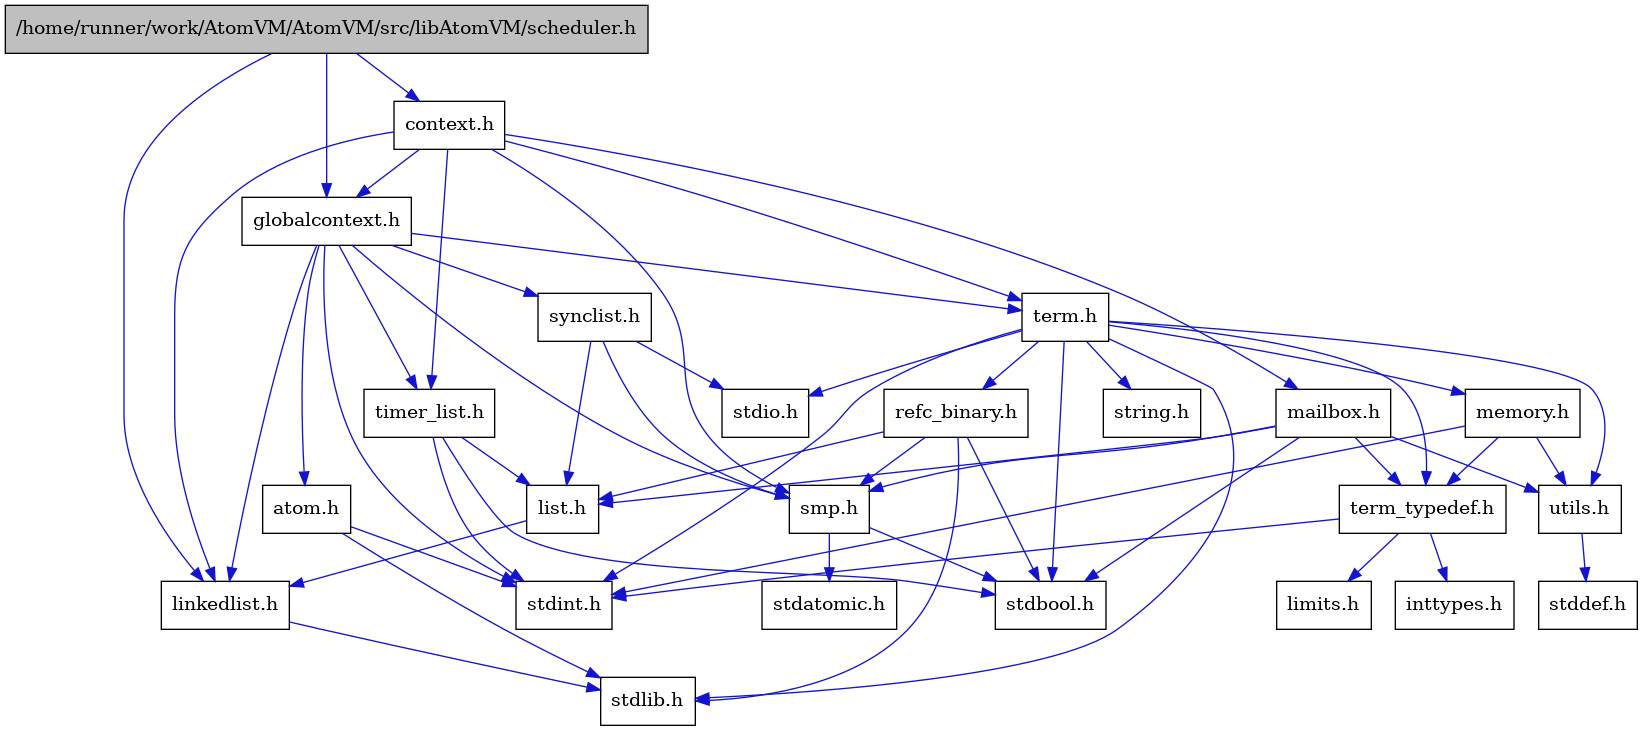 /home/runner/work/AtomVM/AtomVM/src/libAtomVM/scheduler.h
context.h
globalcontext.h
synclist.h
term.h
timer_list.h
stdio.h
refc_binary.h
string.h
mailbox.h
memory.h
atom.h
list.h
smp.h
term_typedef.h
utils.h
linkedlist.h
stdint.h
stdatomic.h
stdbool.h
limits.h
inttypes.h
stddef.h
stdlib.h